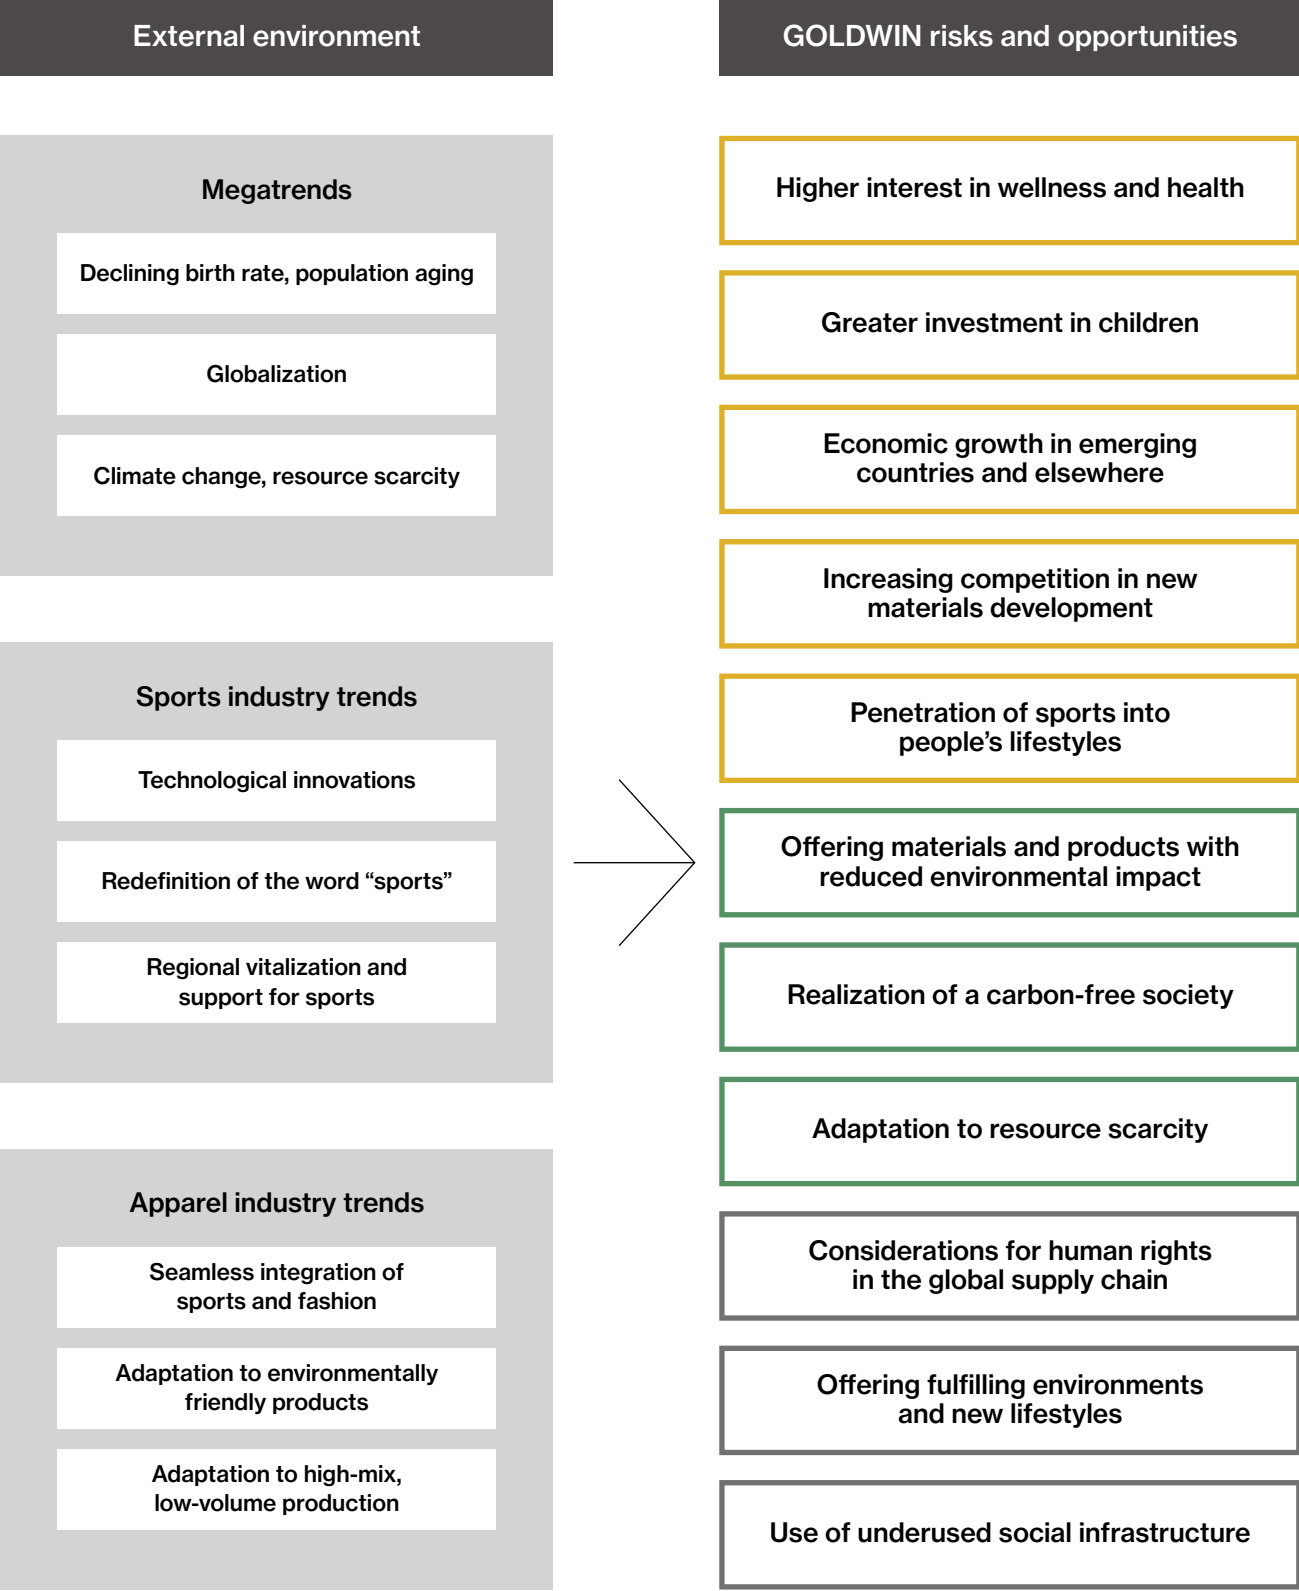 External environment
Megatrends
Declining birth rate, population aging
Globalization
Climate change, resource scarcity
Sports industry trends
Technological innovations
Redefinition of the word “sports”
Regional vitalization and
support for sports
Apparel industry trends
Seamless integration of
sports and fashion
Adaptation to environmentally
friendly products
Adaptation to high-mix,
low-volume production
GOLDWIN risks and opportunities
Higher interest in wellness and health
Greater investment in children
Economic growth in emerging
countries and elsewhere
Increasing competition in new
materials development
Penetration of sports into
people’s lifestyles
Offering materials and products with
reduced environmental impact
Realization of a carbon-free society
Adaptation to resource scarcity
Considerations for human rights
in the global supply chain
Offering fulfilling environments
and new lifestyles
Use of underused social infrastructure